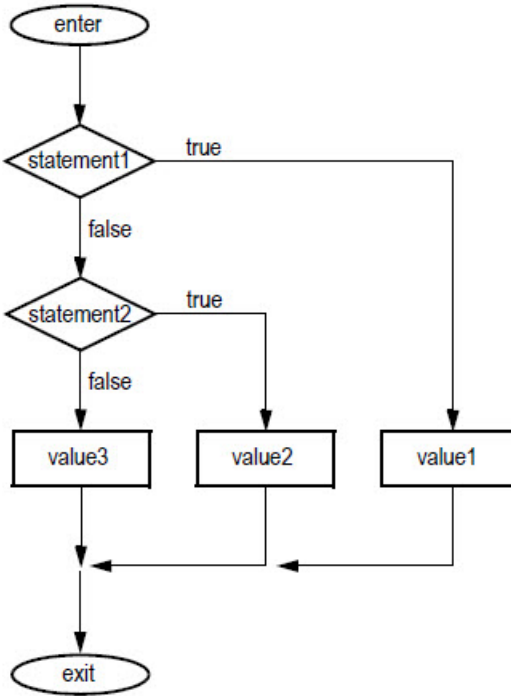 enter
statement1
true
false
statement2
true
false
value3
value2
value1
exit